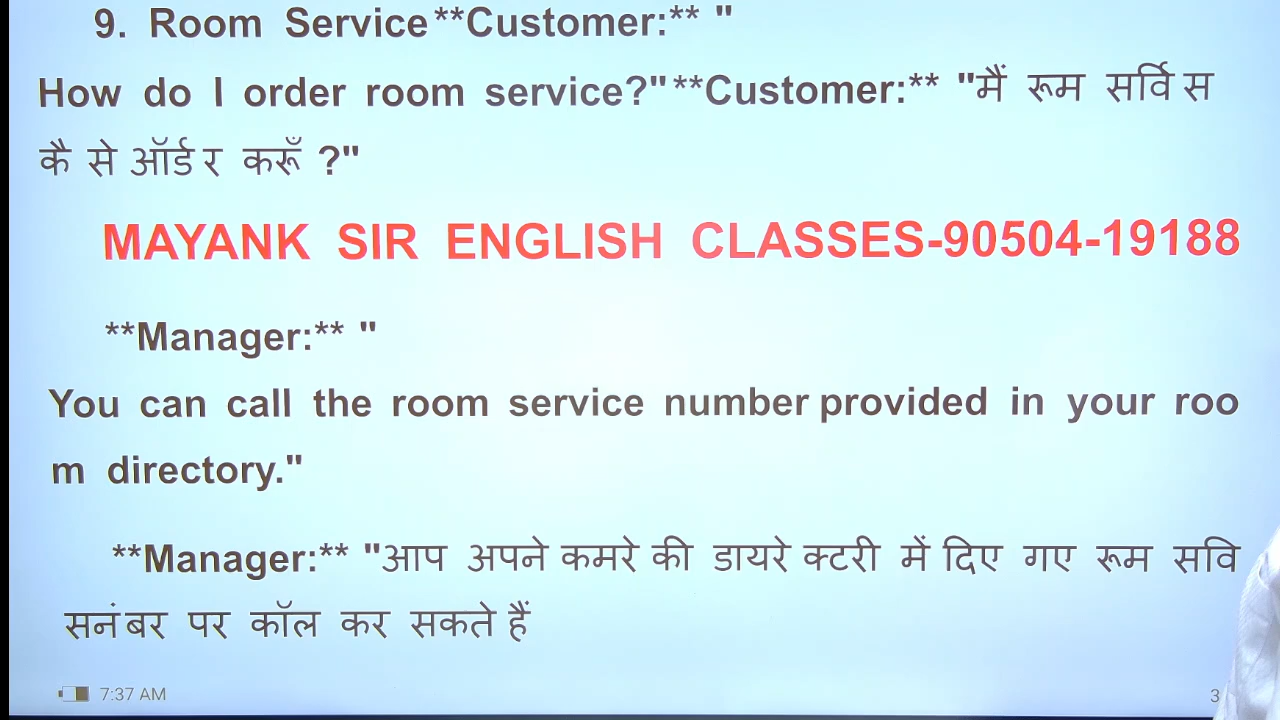 9. Room Service**Customer:** "
How do I order room service?"**Customer:** "मैं रूम सर्विस
कैसे ऑर्डर करूँ ?"
MAYANK SIR ENGLISH CLASSES-90504-19188
**Manager:** "
You can call the room service number provided in your roo
m directory."
**Manager:** "आप अपने कमरे की डायरेक्टरी में दिए गए रूम सवि
सनंबर पर कॉल कर सकते हैं
7:37 AM
3